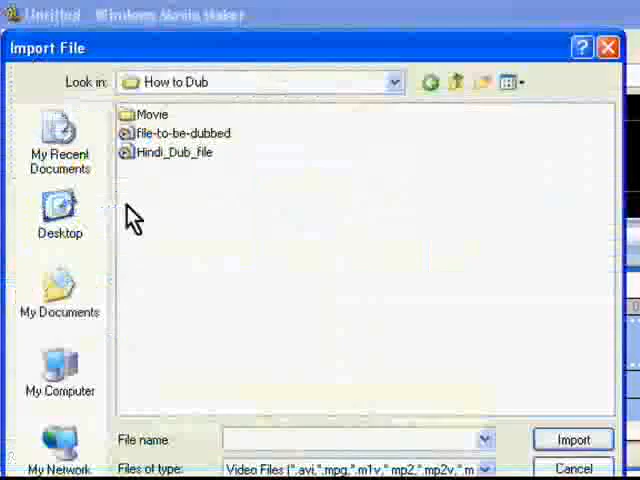 Untitled - Windows Movie Maker
Import File
Look in:
How to Dub
Movie
file-to-be-dubbed
Hindi_Dub_file
My Recent
Documents
Desktop
My Documents
My Computer
My Network
File name:
Import
Files of type:
Video Files (*.avi,*.mpg,*.m1v,*.mp2,*.mp2v,*.m
Cancel